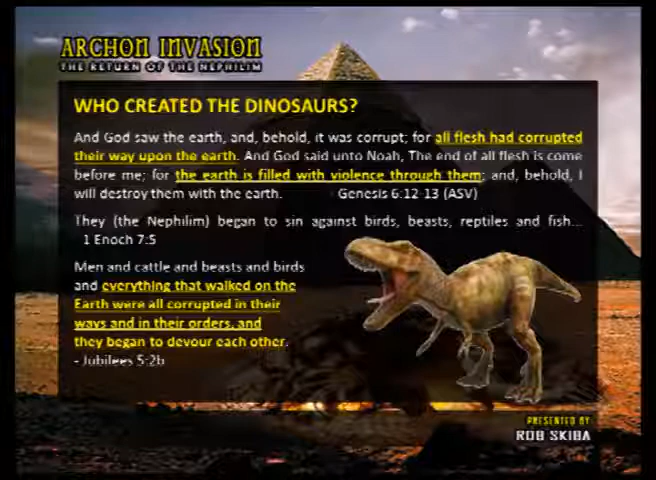 ARCHON INVASION
THE RETURN OF THE NEPHILIM
WHO CREATED THE DINOSAURS?
And God saw the earth, and, behold, it was corrupt; for all flesh had corrupted
their way upon the earth. And God said unto Noah, The end of all flesh is come
before me; for the earth is filled with violence through them; and, behold, I
will destroy them with the earth. Genesis 6:12-13 (ASV)
They (the Nephilim) began to sin against birds, beasts, reptiles and fish...
1 Enoch 7:5
Men and cattle and beasts and birds
and everything that walked on the
Earth were all corrupted in their
ways and in their orders, and
they began to devour each other.
- Jubilees 5:2b
PRESENTED BY
ROB SKIBA